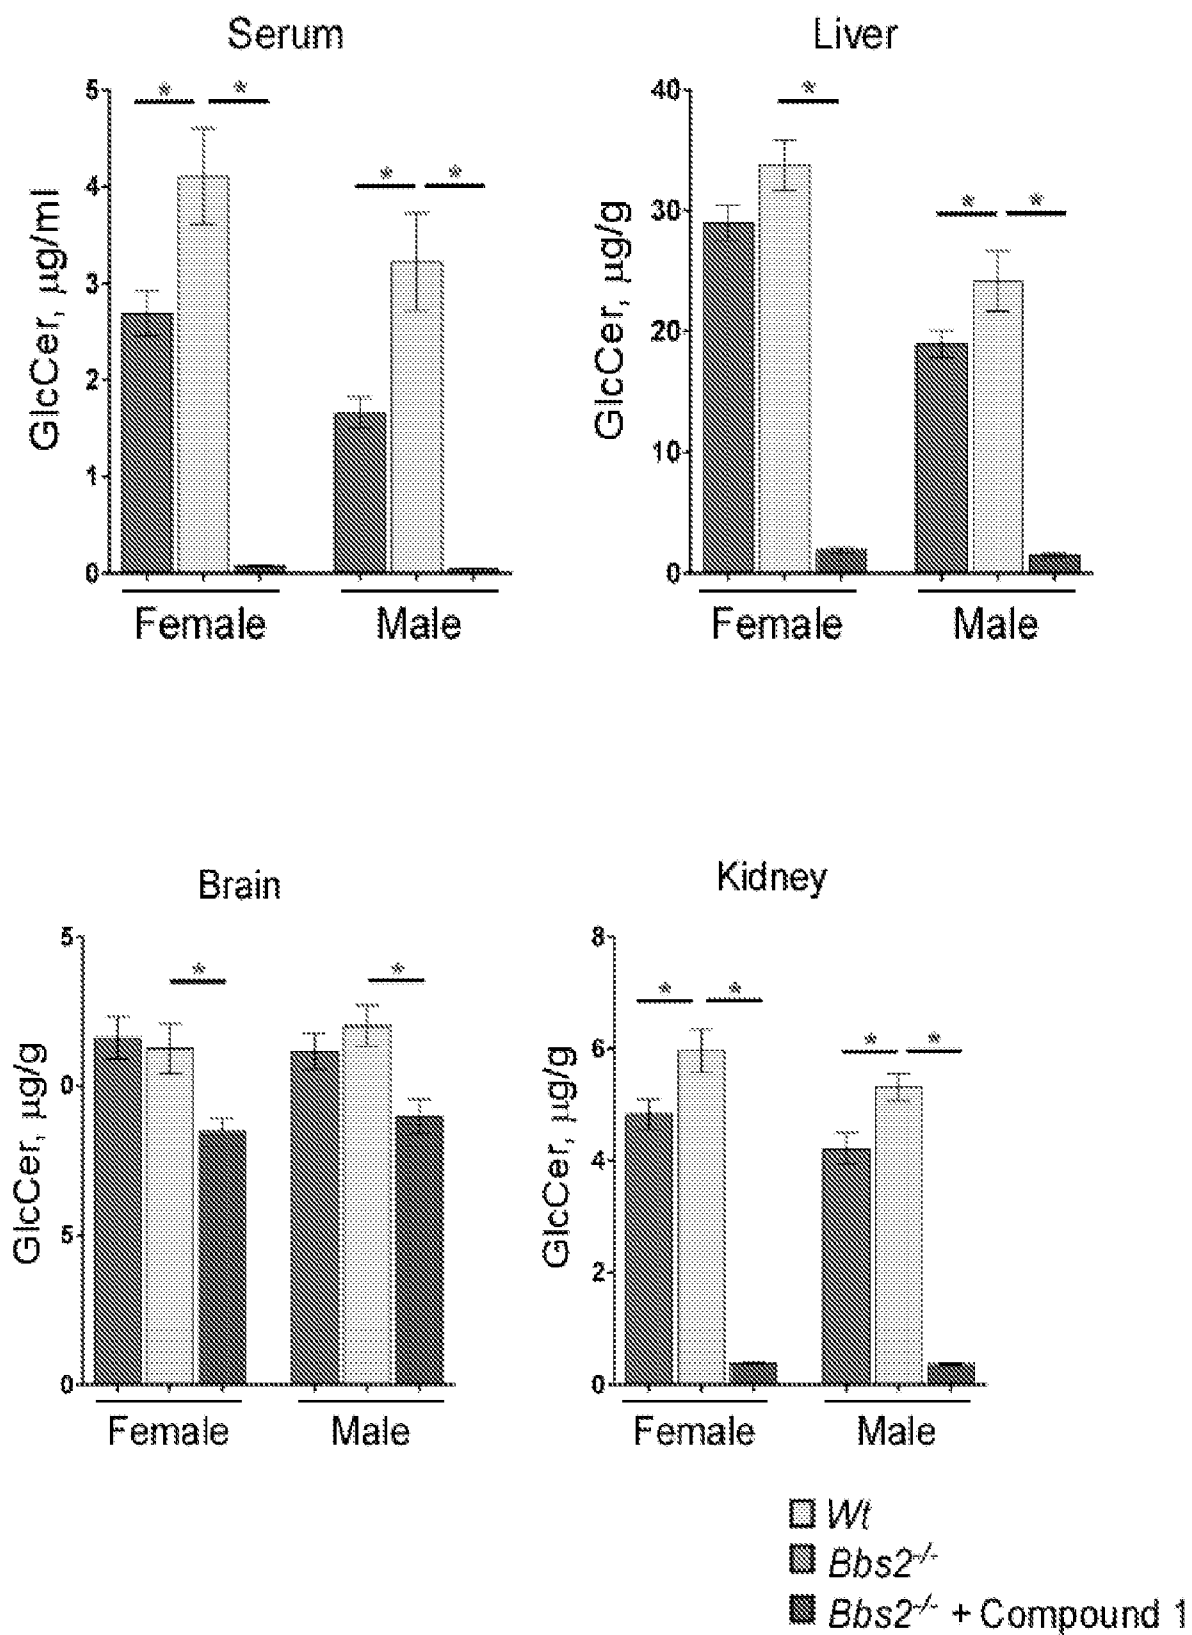 Serum
GlcCer, µg/ml
5
4
3
2
1
0
* *
* *
Female Male
Liver
GlcCer, µg/g
40
30
20
10
0
*
* *
Female Male
Brain
GlcCer, µg/g
5
0
5
0
*
*
Female Male
Kidney
GlcCer, µg/g
8
6
4
2
0
* *
* *
Female Male
Wt
Bbs2-/-
Bbs2-/- + Compound 1